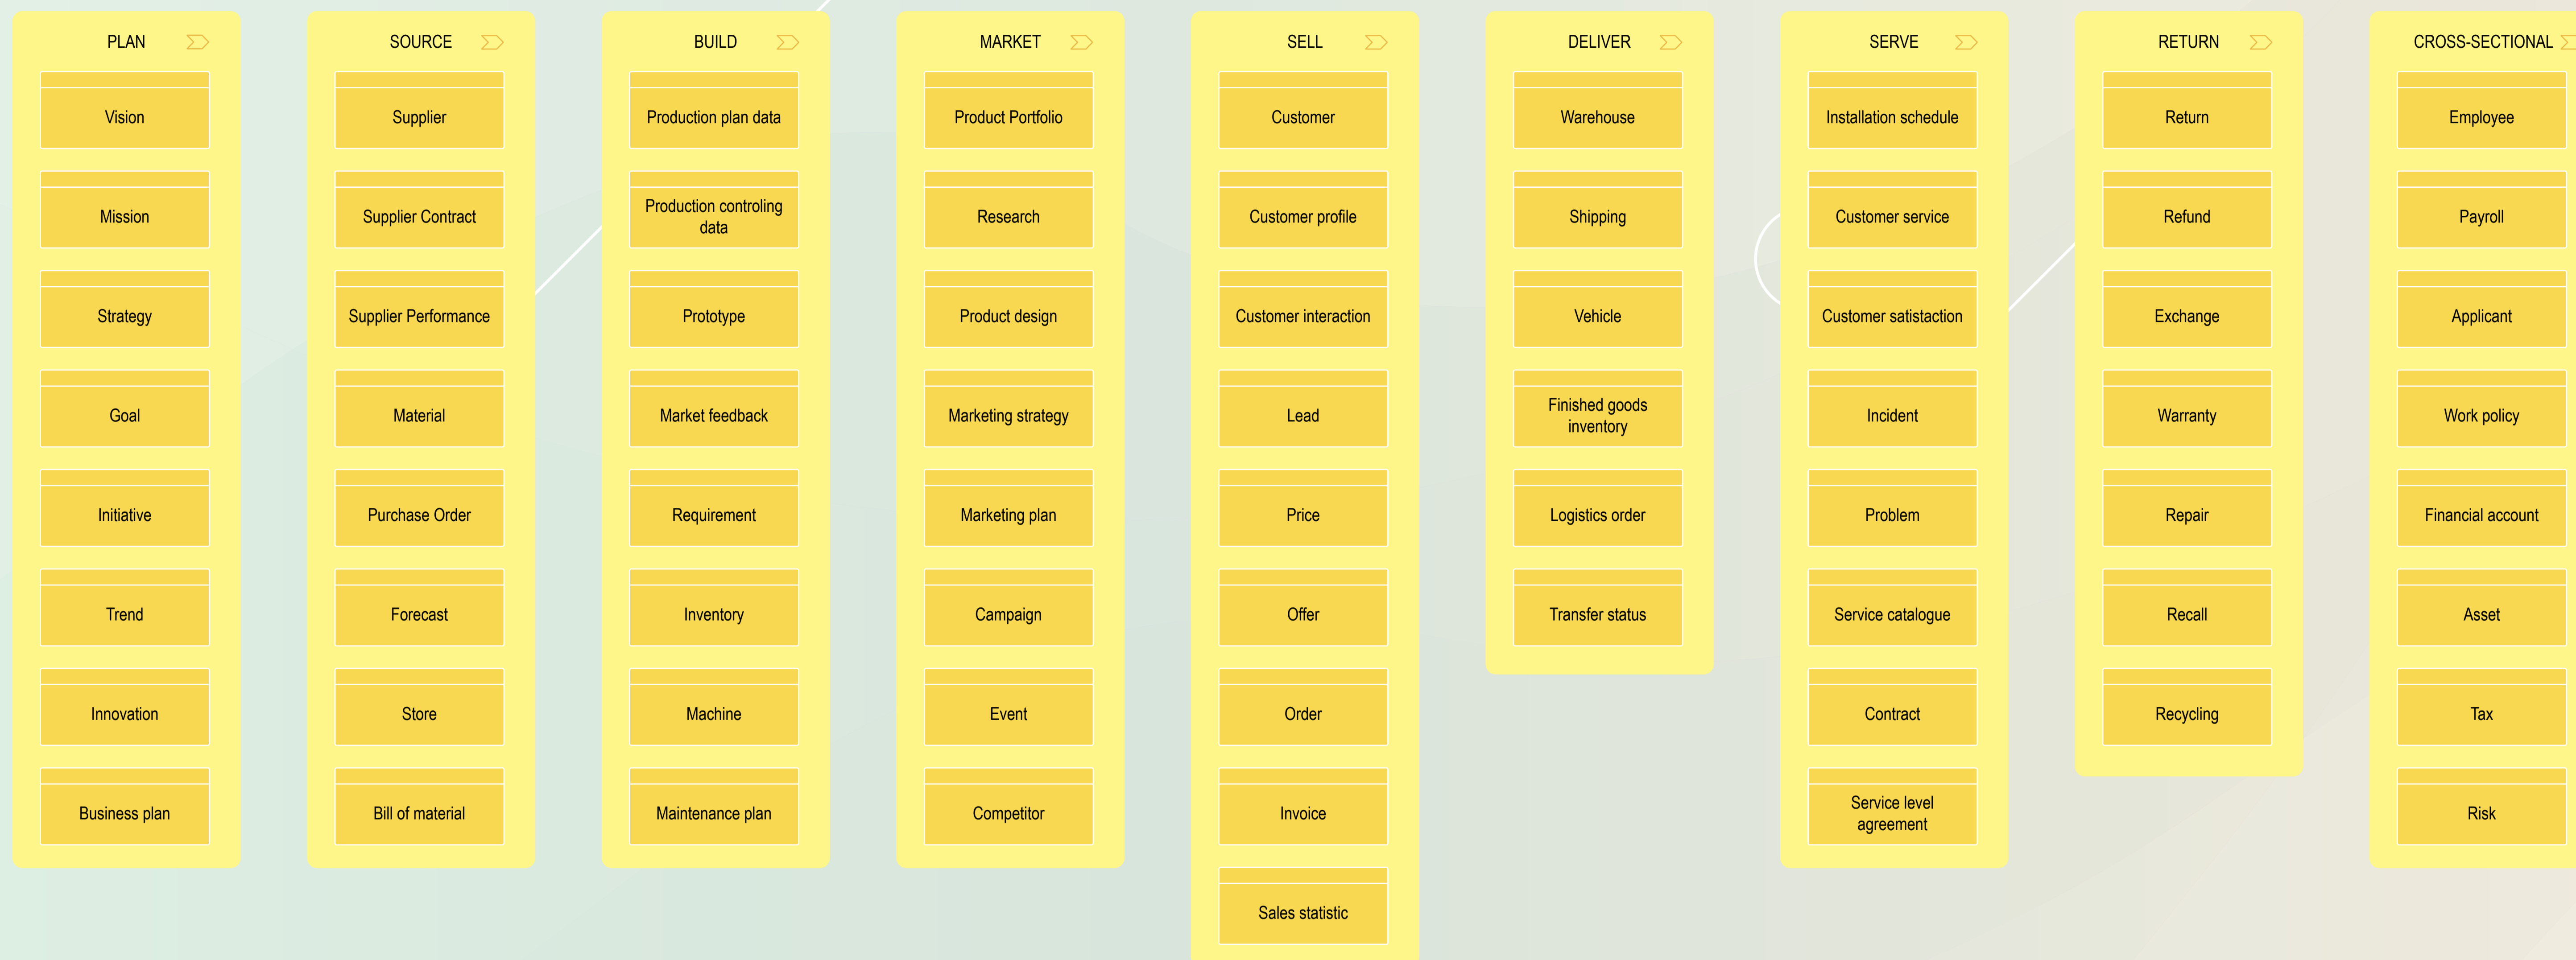 PLAN
Vision
Mission
Strategy
Goal
Initiative
Trend
Innovation
Business plan
SOURCE
Supplier
Supplier Contract
Supplier Performance
Material
Purchase Order
Forecast
Store
Bill of material
BUILD
Production plan data
Production controling
data
Prototype
Market feedback
Requirement
Inventory
Machine
Maintenance plan
MARKET
Product Portfolio
Research
Product design
Marketing strategy
Marketing plan
Campaign
Event
Competitor
SELL
Customer
Customer profile
Customer interaction
Lead
Price
Offer
Order
Invoice
Sales statistic
DELIVER
Warehouse
Shipping
Vehicle
Finished goods
inventory
Logistics order
Transfer status
SERVE
Installation schedule
Customer service
Customer satistaction
Incident
Problem
Service catalogue
Contract
Service level
agreement
RETURN
Return
Refund
Exchange
Warranty
Repair
Recall
Recycling
CROSS-SECTIONAL
Employee
Payroll
Applicant
Work policy
Financial account
Asset
Tax
Risk